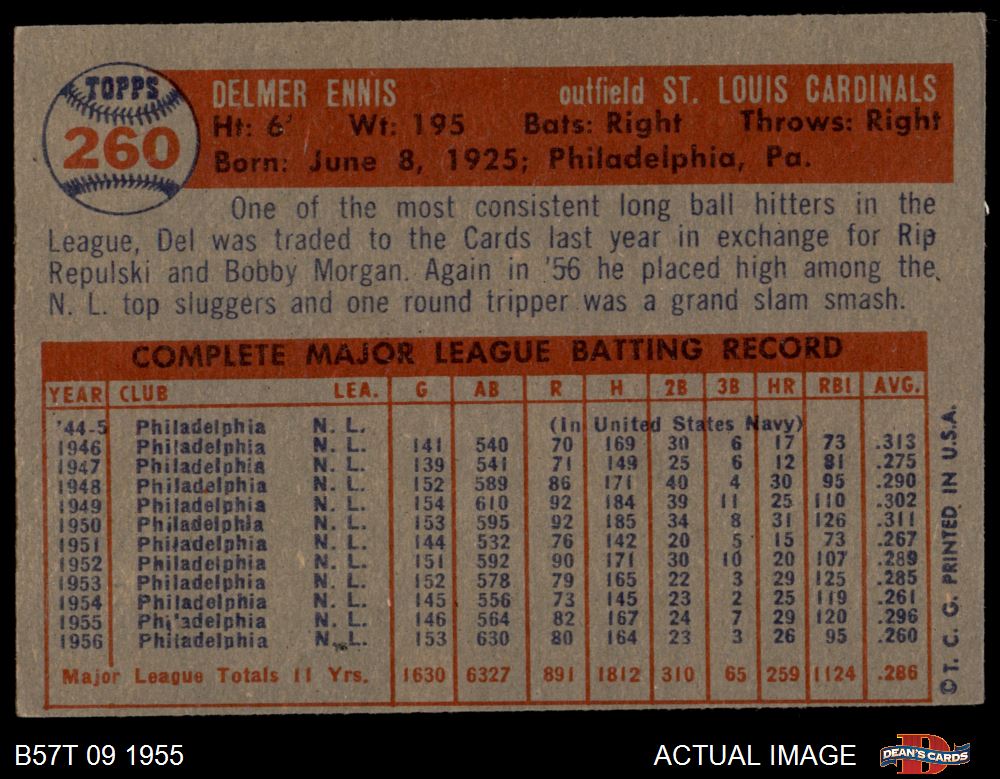 TOPPS
260
DELMER ENNIS outfield ST. LOUIS CARDINALS
Ht: 6' Wt: 195 Bats: Right Throws: Right
Born: June 8, 1925; Philadelphia, Pa.
One of the most consistent long ball hitters in the
League, Del was traded to the Cards last year in exchange for Rip
Repulski and Bobby Morgan. Again in '56 he placed high among the
N. L. top sluggers and one round tripper was a grand slam smash.
COMPLETE MAJOR LEAGUE BATTING RECORD
YEAR CLUB LEA. G AB R H 2B 3B HR RBI AVG.
'44-5 Philadelphia N. L. (In United States Navy)
1946 Philadelphia N. L. 141 540 70 169 30 6 17 73 .313
1947 Philadelphia N. L. 139 541 71 149 25 6 12 81 .275
1948 Philadelphia N. L. 152 589 86 171 40 4 30 95 .290
1949 Philadelphia N. L. 154 610 92 184 39 11 25 110 .302
1950 Philadelphia N. L. 153 595 92 185 34 8 31 126 .311
1951 Philadelphia N. L. 144 532 76 142 20 5 15 73 .267
1952 Philadelphia N. L. 151 592 90 171 30 10 20 107 .289
1953 Philadelphia N. L. 152 578 79 165 22 3 29 125 .285
1954 Philadelphia N. L. 145 556 73 145 23 2 25 119 .261
1955 Philadelphia N. L. 146 564 82 167 24 7 29 120 .296
1956 Philadelphia N. L. 153 630 80 164 23 3 26 95 .260
Major League Totals 11 Yrs. 1630 6327 891 1812 310 65 259 1124 .286
© T. C. G. PRINTED IN U.S.A.
B57T 09 1955 ACTUAL IMAGE DEAN'S CARDS